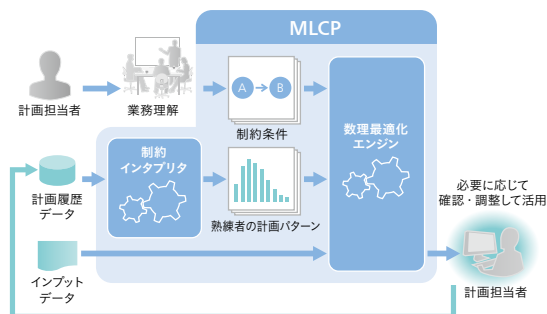 MLCP
計画担当者
業務理解
A
B
制約条件
数理最適化
エンジン
制約
インタプリタ
計画履歴
データ
熟練者の計画パターン
必要に応じて
確認・調整して活用
インプット
データ
計画担当者